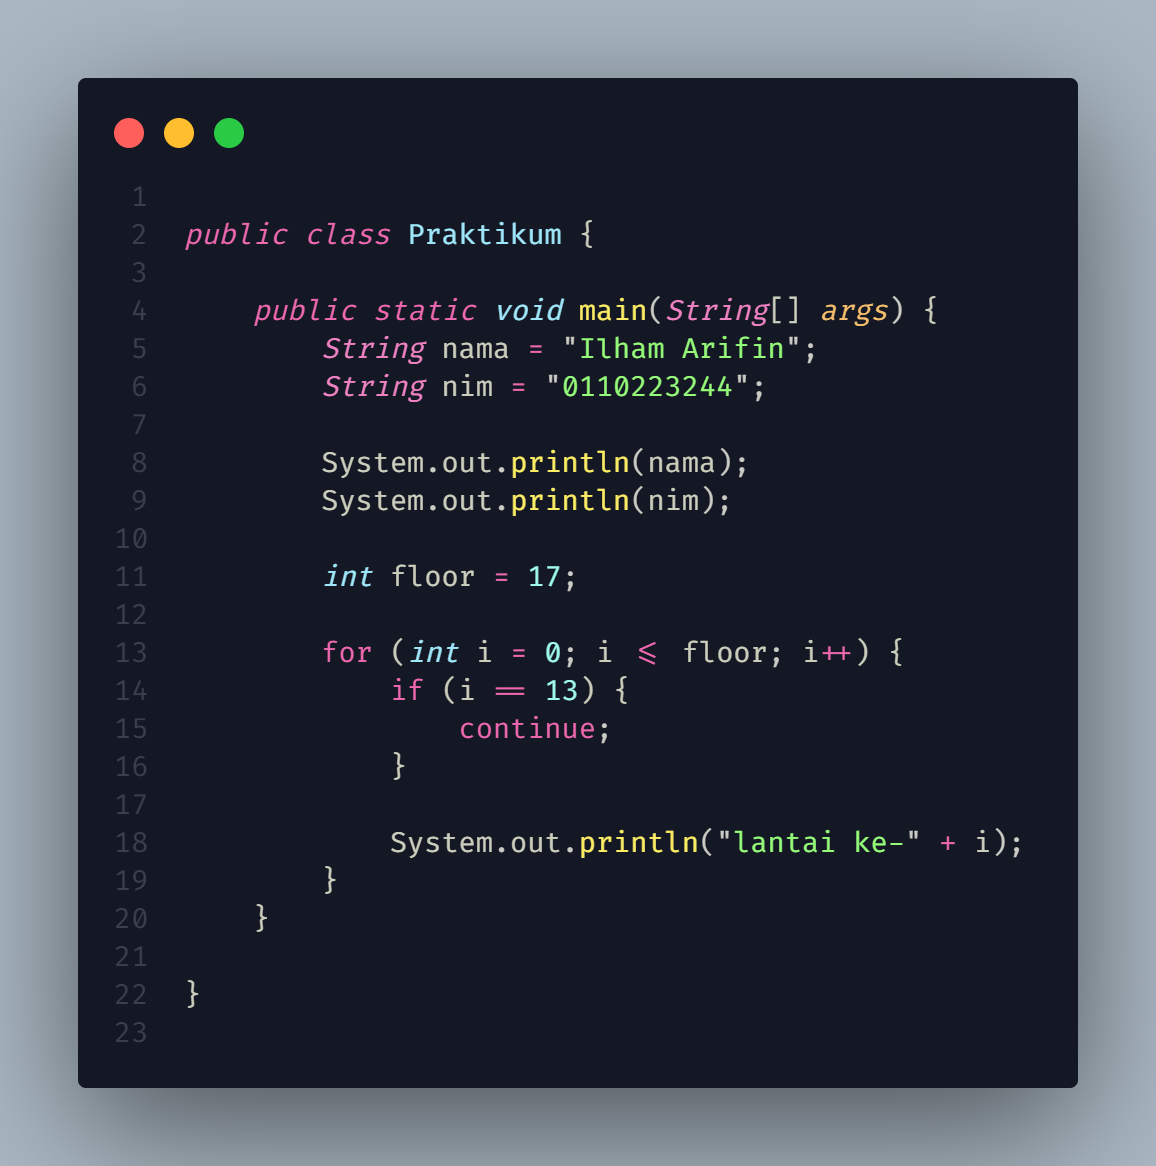 1
2 public class Praktikum {
3
4     public static void main(String[] args) {
5         String nama = "Ilham Arifin";
6         String nim = "0110223244";
7
8         System.out.println(nama);
9         System.out.println(nim);
10
11         int floor = 17;
12
13         for (int i = 0; i <= floor; i++) {
14             if (i == 13) {
15                 continue;
16             }
17
18             System.out.println("lantai ke-" + i);
19         }
20     }
21
22 }
23